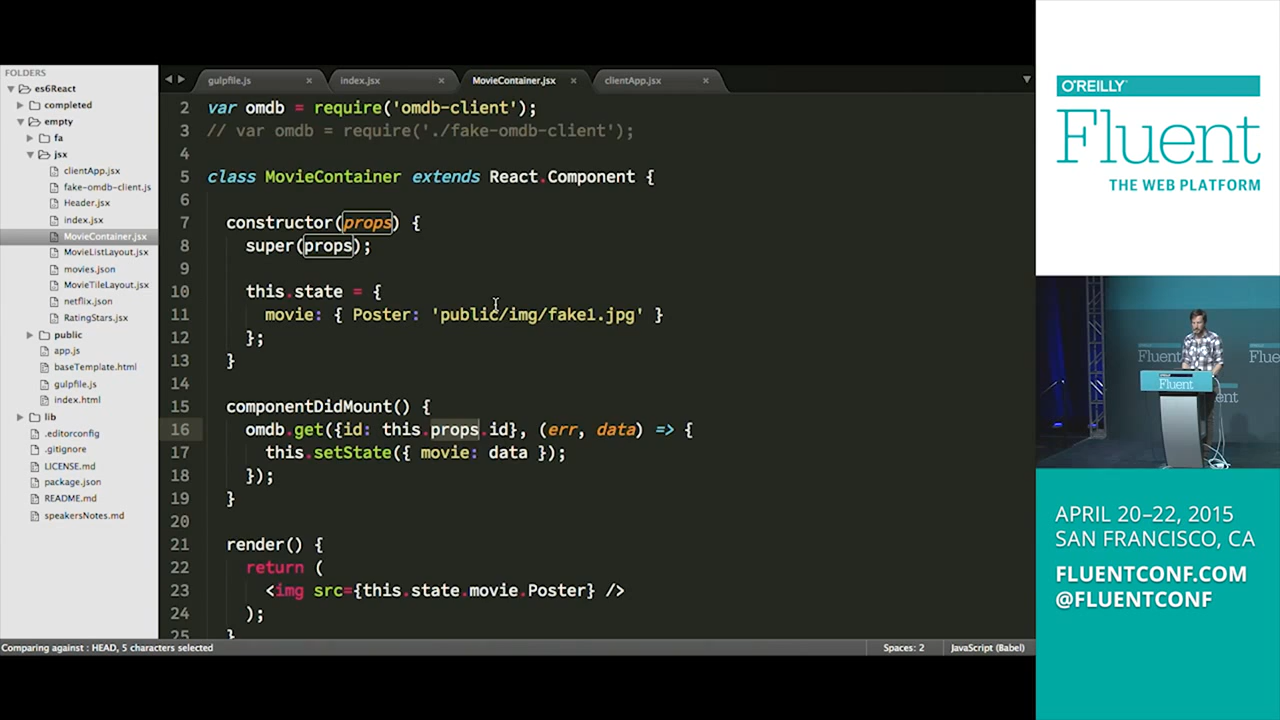 FOLDERS
es6React
completed
empty
fa
jsx
clientApp.jsx
fake-omdb-client.js
Header.jsx
index.jsx
MovieContainer.jsx
MovieListLayout.jsx
movies.json
MovieTileLayout.jsx
netflix.json
RatingStars.jsx
public
app.js
baseTemplate.html
gulpfile.js
index.html
lib
.editorconfig
.gitignore
LICENSE.md
package.json
README.md
speakersNotes.md
gulpfile.js × index.jsx × MovieContainer.jsx × clientApp.jsx ×
2 var omdb = require('omdb-client');
3 // var omdb = require('./fake-omdb-client');
4
5 class MovieContainer extends React.Component {
6
7 constructor(props) {
8 super(props);
9
10 this.state = {
11 movie: { Poster: 'public/img/fake1.jpg' }
12 };
13 }
14
15 componentDidMount() {
16 omdb.get({id: this.props.id}, (err, data) => {
17 this.setState({ movie: data });
18 });
19 }
20
21 render() {
22 return (
23 <img src={this.state.movie.Poster} />
24 );
25 }
Comparing against : HEAD, 5 characters selected
Spaces: 2 JavaScript (Babel)
O'REILLY®
Fluent
THE WEB PLATFORM
Fluent
Fluent
Fluent
APRIL 20–22, 2015
SAN FRANCISCO, CA
FLUENTCONF.COM
@FLUENTCONF